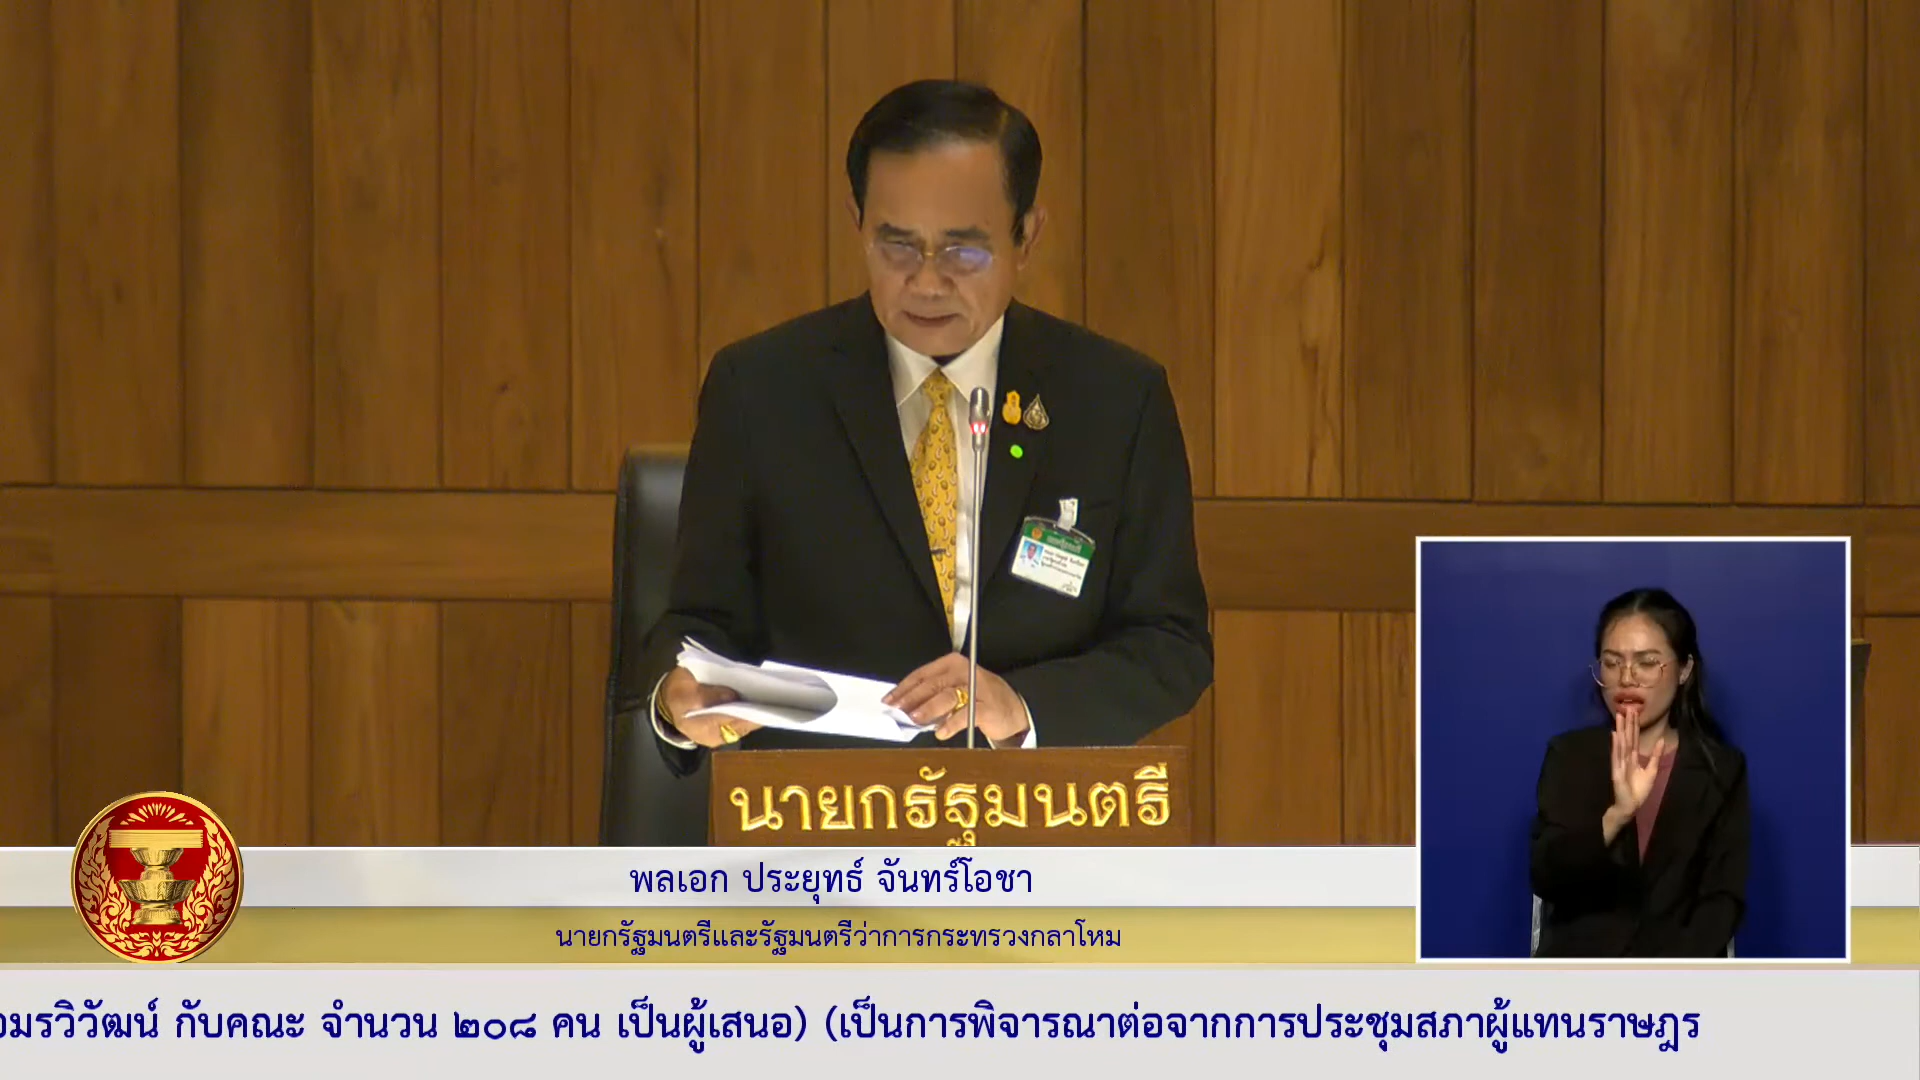 นายกรัฐมนตรี
พลเอก ประยุทธ์ จันทร์โอชา
นายกรัฐมนตรีและรัฐมนตรีว่าการกระทรวงกลาโหม
อมรวิวัฒน์ กับคณะ จำนวน ๒๐๘ คน เป็นผู้เสนอ) (เป็นการพิจารณาต่อจากการประชุมสภาผู้แทนราษฎร